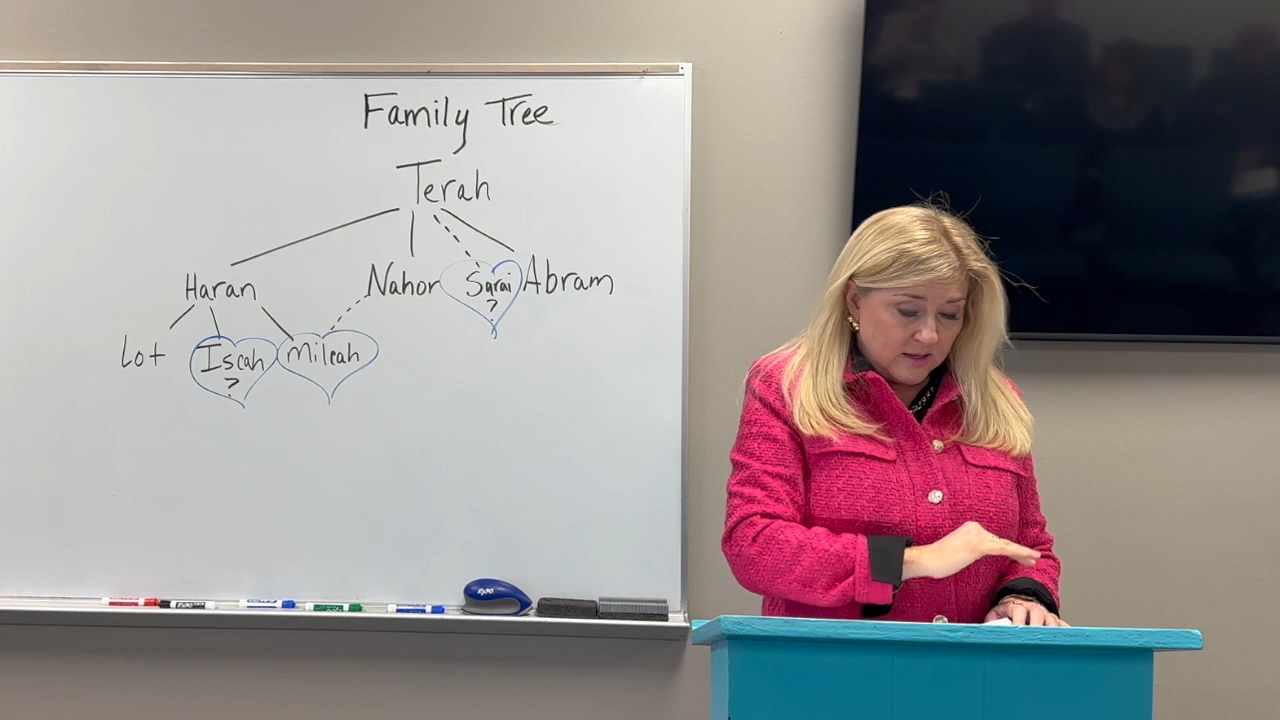 Family Tree
Terah
Haran Nahor Sarai Abram
?
Lot Iscah Milcah
?
EXPO